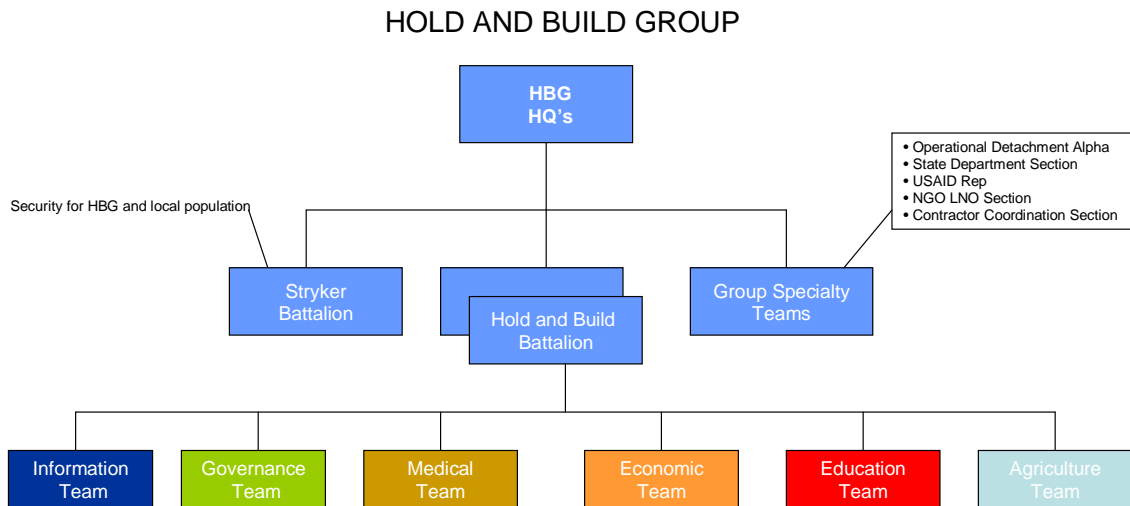 HOLD AND BUILD GROUP
HBG
HQ's
• Operational Detachment Alpha
• State Department Section
• USAID Rep
• NGO LNO Section
• Contractor Coordination Section
Security for HBG and local population
Stryker
Battalion
Hold and Build
Battalion
Group Specialty
Teams
Information
Team
Governance
Team
Medical
Team
Economic
Team
Education
Team
Agriculture
Team